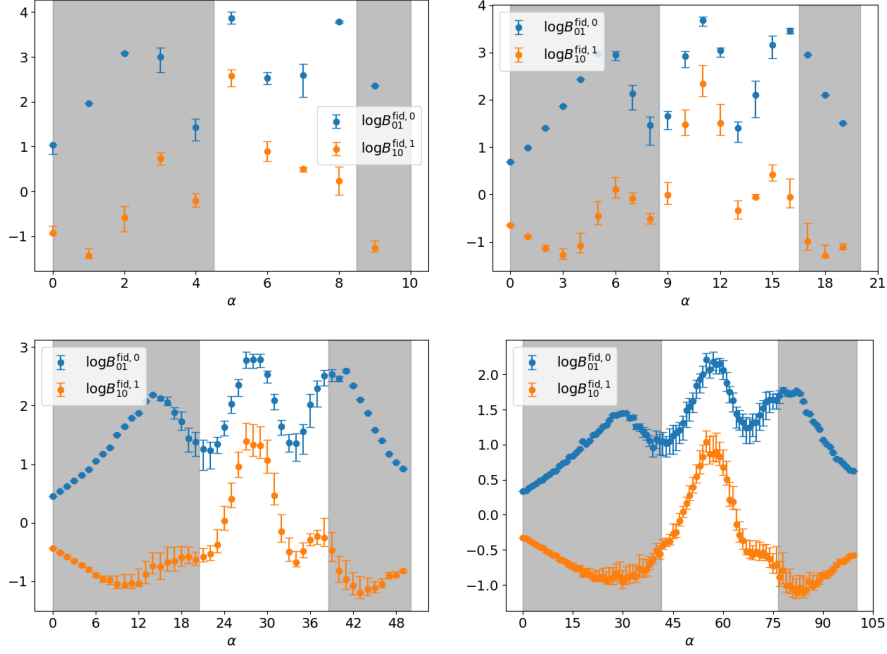 4
3
2
1
0
−1
logB₀₁^fid, 0
logB₁₀^fid, 1
0 2 4 6 8 10
α
4
3
2
1
0
−1
logB₀₁^fid, 0
logB₁₀^fid, 1
0 3 6 9 12 15 18 21
α
3
2
1
0
−1
logB₀₁^fid, 0
logB₁₀^fid, 1
0 6 12 18 24 30 36 42 48
α
2.0
1.5
1.0
0.5
0.0
−0.5
−1.0
logB₀₁^fid, 0
logB₁₀^fid, 1
0 15 30 45 60 75 90 105
α